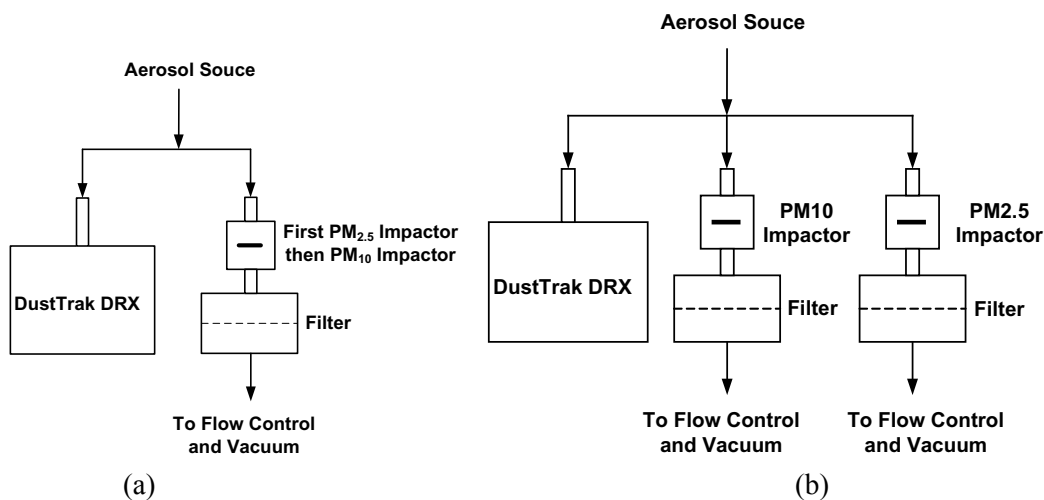 Aerosol Souce
First PM2.5 Impactor
then PM10 Impactor
DustTrak DRX
Filter
To Flow Control
and Vacuum
(a)
Aerosol Souce
PM10
Impactor
PM2.5
Impactor
DustTrak DRX
Filter
Filter
To Flow Control
and Vacuum
To Flow Control
and Vacuum
(b)